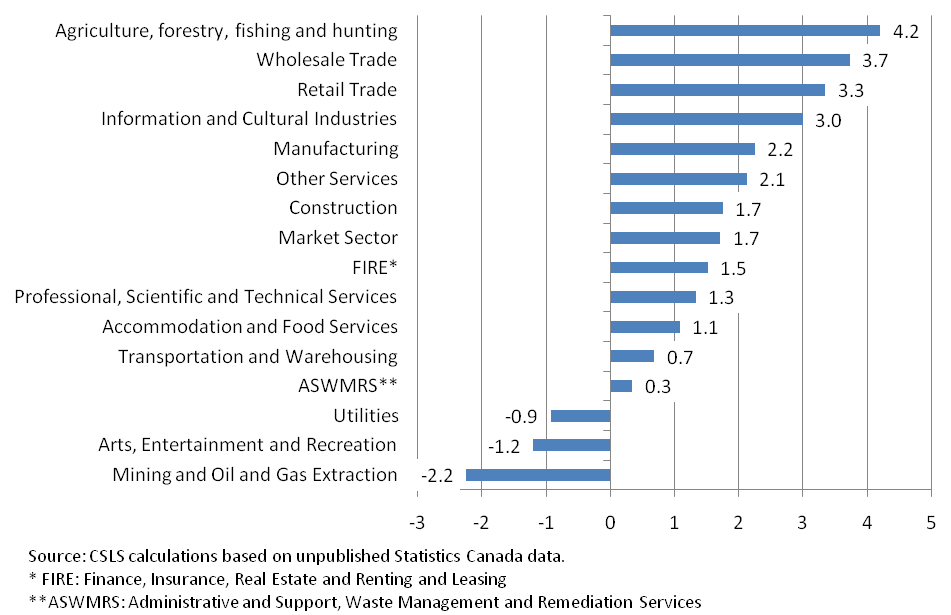 Agriculture, forestry, fishing and hunting 4.2
Wholesale Trade 3.7
Retail Trade 3.3
Information and Cultural Industries 3.0
Manufacturing 2.2
Other Services 2.1
Construction 1.7
Market Sector 1.7
FIRE* 1.5
Professional, Scientific and Technical Services 1.3
Accommodation and Food Services 1.1
Transportation and Warehousing 0.7
ASWMRS** 0.3
Utilities -0.9
Arts, Entertainment and Recreation -1.2
Mining and Oil and Gas Extraction -2.2
-3 -2 -1 0 1 2 3 4 5
Source: CSLS calculations based on unpublished Statistics Canada data.
* FIRE: Finance, Insurance, Real Estate and Renting and Leasing
**ASWMRS: Administrative and Support, Waste Management and Remediation Services